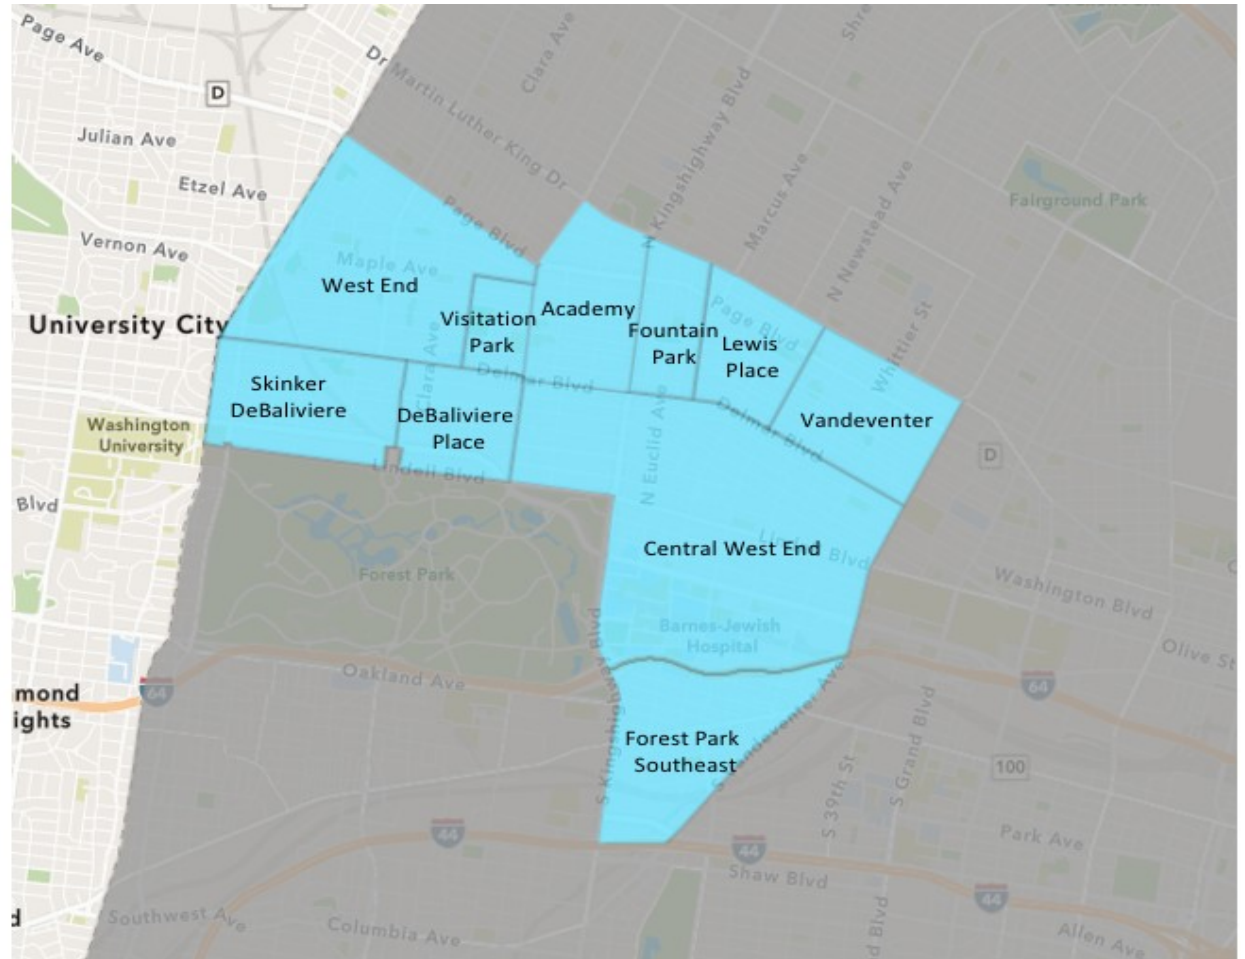 Page Ave
D
Dr Martin Luther King Dr
Clara Ave
N Kingshighway Blvd
Julian Ave
Etzel Ave
Marcus Ave
N Newstead Ave
Fairground Park
Vernon Ave
Page Blvd
Maple Ave
West End
University City
Visitation
Park
Academy
Fountain
Park
Page Blvd
Lewis
Place
Whittier St
Skinker
DeBaliviere
Clara Ave
Delmar Blvd
DeBaliviere
Place
N Euclid Ave
Delmar Blvd
Vandeventer
Washington
University
D
Lindell Blvd
Blvd
Central West End
Lindell Blvd
Forest Park
Washington Blvd
Barnes-Jewish
Hospital
Olive St
Oakland Ave
mond
ights
64
64
S Kingshighway Blvd
S Vandeventer Ave
Forest Park
Southeast
S Grand Blvd
S 39th St
100
44
44
Park Ave
Shaw Blvd
44
d
Southwest Ave
Columbia Ave
d Blvd
Allen Ave